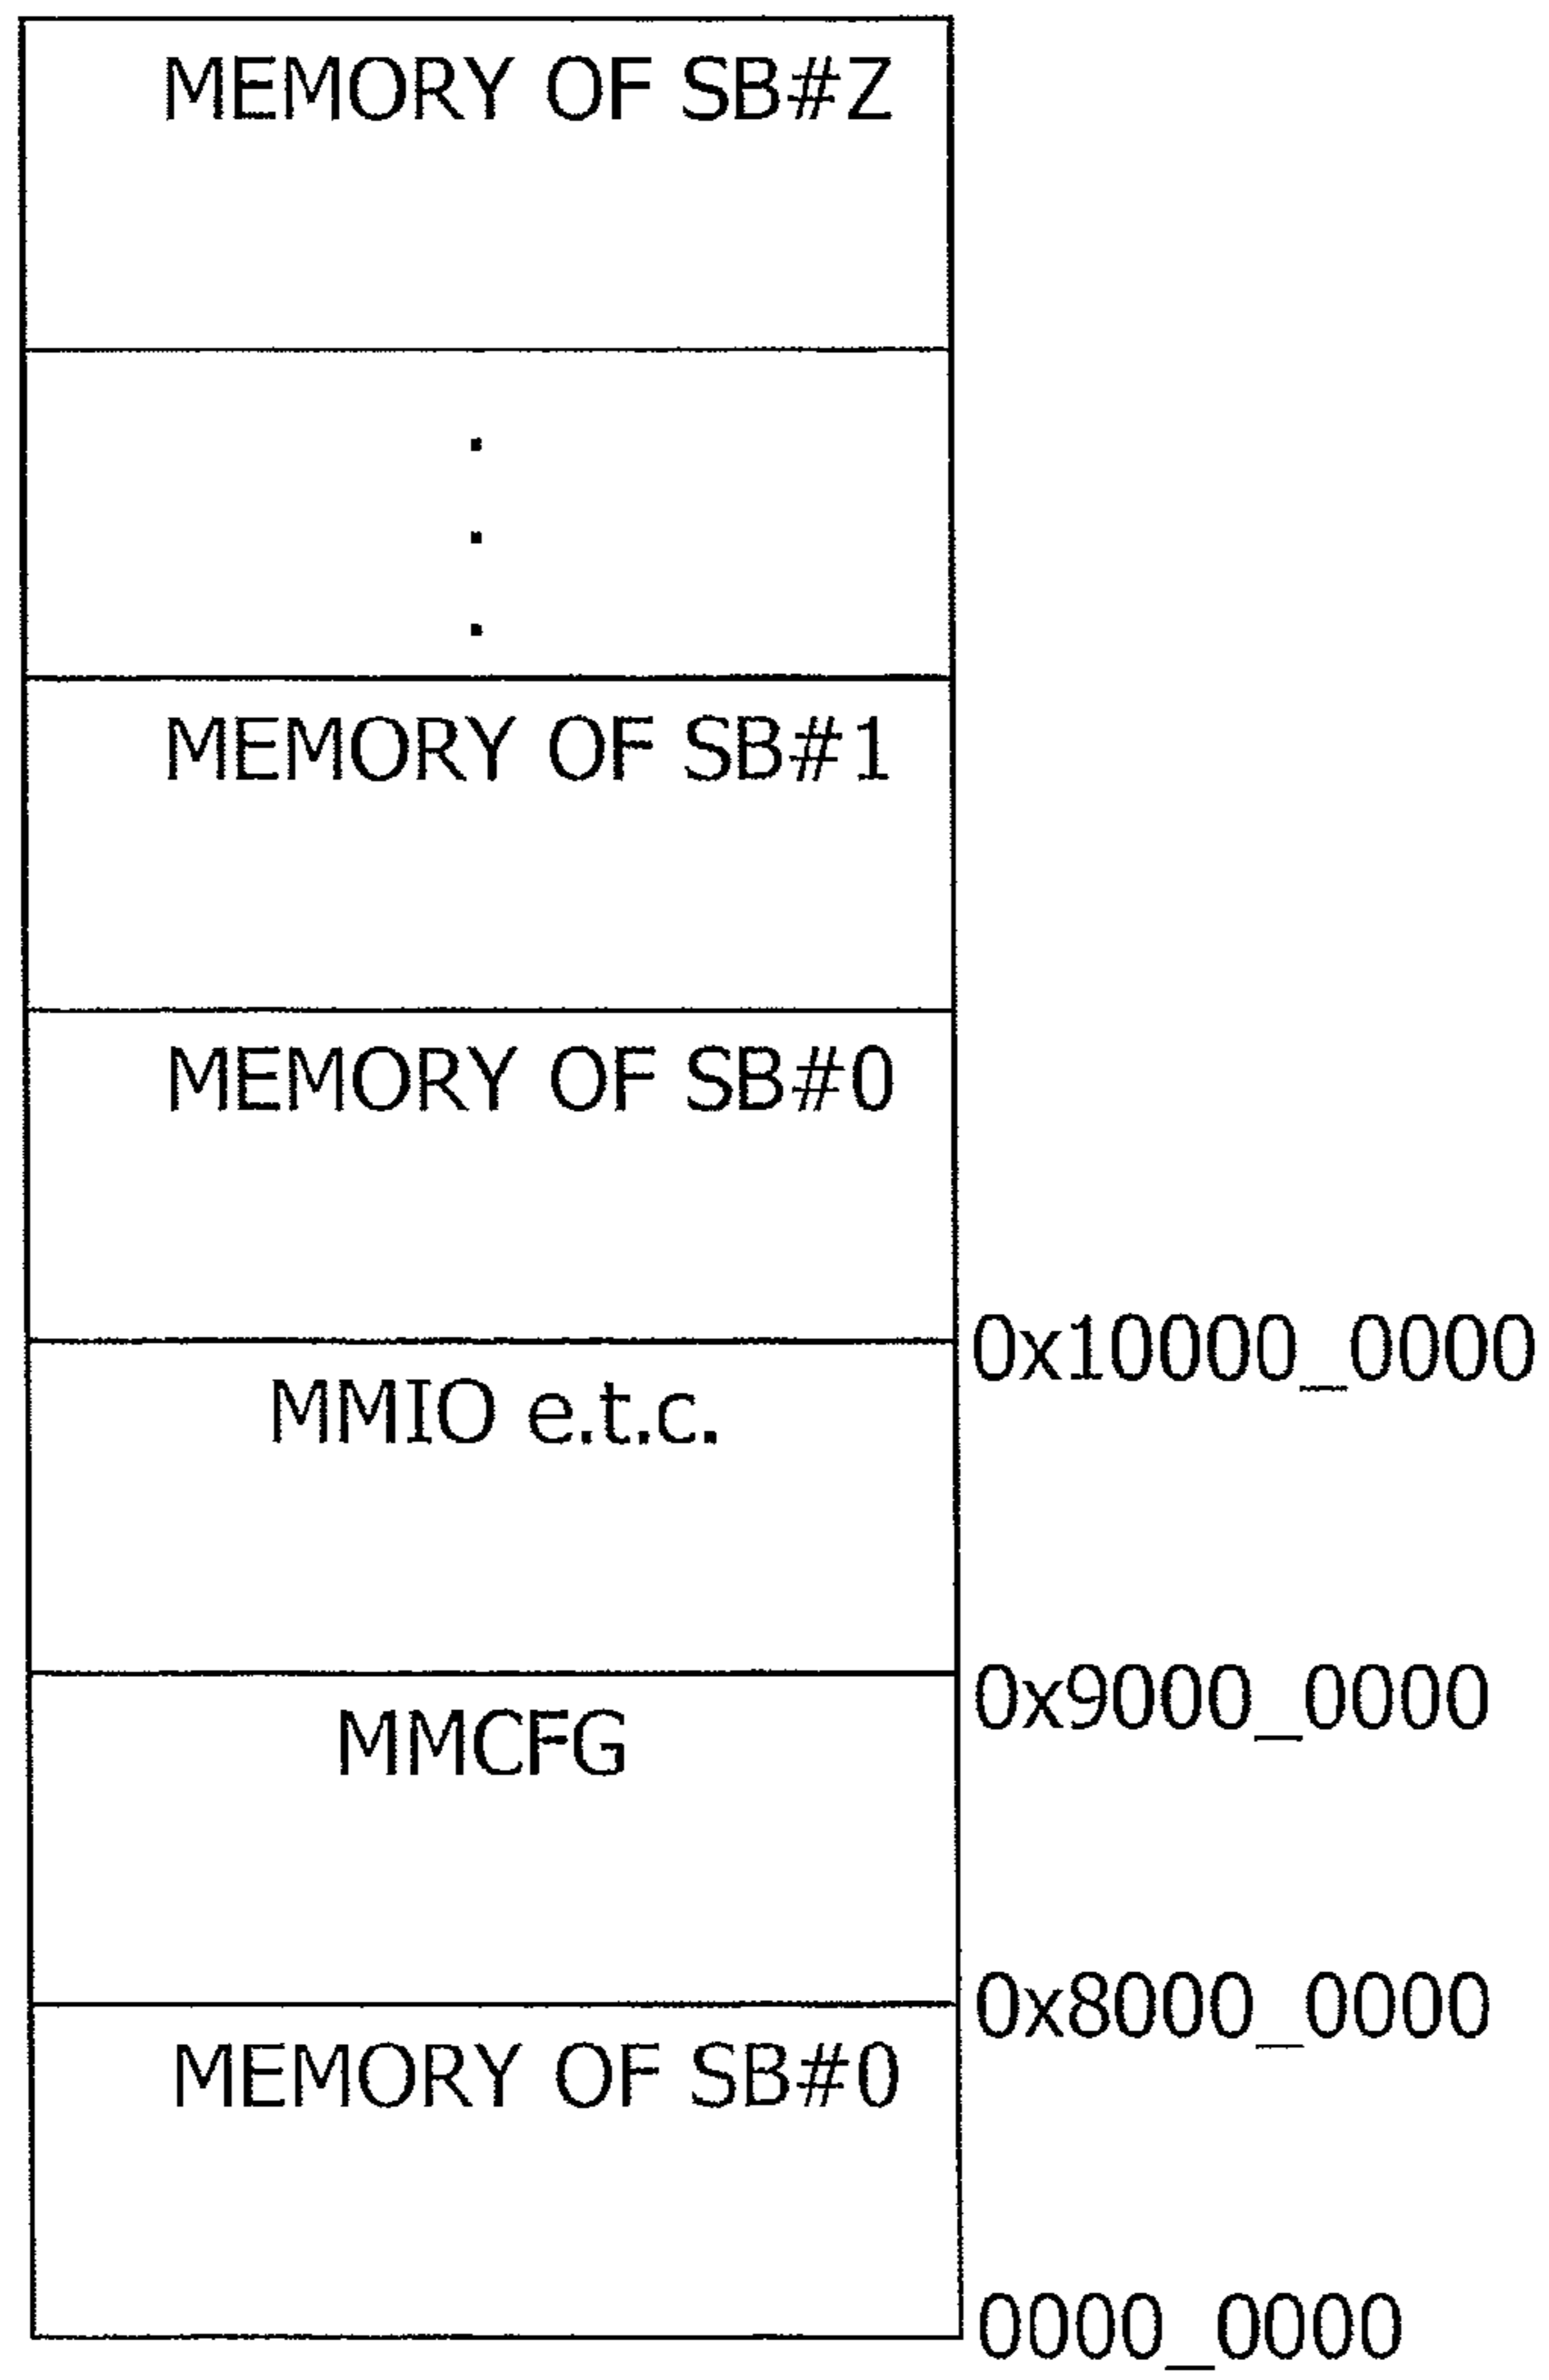 MEMORY OF SB#Z
.
.
.
MEMORY OF SB#1
MEMORY OF SB#0
0x10000_0000
MMIO e.t.c.
0x9000_0000
MMCFG
0x8000_0000
MEMORY OF SB#0
0000_0000